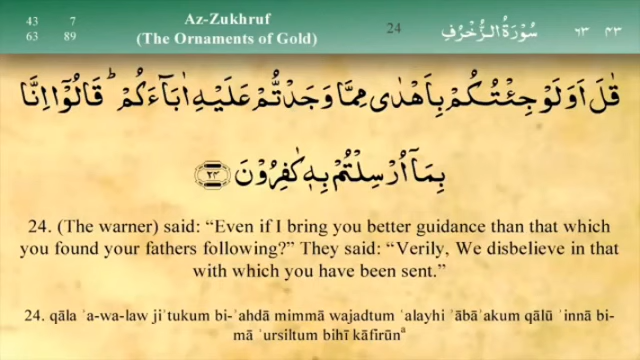 43 7 Az-Zukhruf 24 سُورَةُ الزُّخْرُفِ ٦٣ ٤٣
63 89 (The Ornaments of Gold)
قٰلَ اَوَلَوْ جِئْتُكُمْ بِاَهْدٰى مِمَّا وَجَدْتُّمْ عَلَيْهِ اٰبَآءَكُمْ ؕ قَالُوْۤا اِنَّا
بِمَاۤ اُرْسِلْتُمْ بِهٖ كٰفِرُوْنَ ﴿۲۴﴾
24. (The warner) said: “Even if I bring you better guidance than that which
you found your fathers following?” They said: “Verily, We disbelieve in that
with which you have been sent.”
24. qāla ʾa-wa-law jiʾtukum bi-ʾahdā mimmā wajadtum ʿalayhi ʾābāʾakum qālū ʾinnā bi-
mā ʾursiltum bihī kāfirūnᵃ